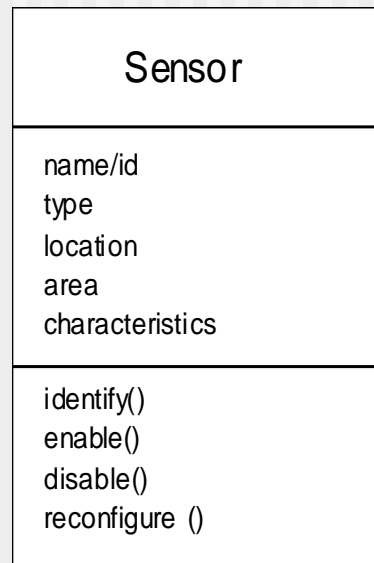 Sensor
name/id
type
location
area
characteristics
identify()
enable()
disable()
reconfigure ()